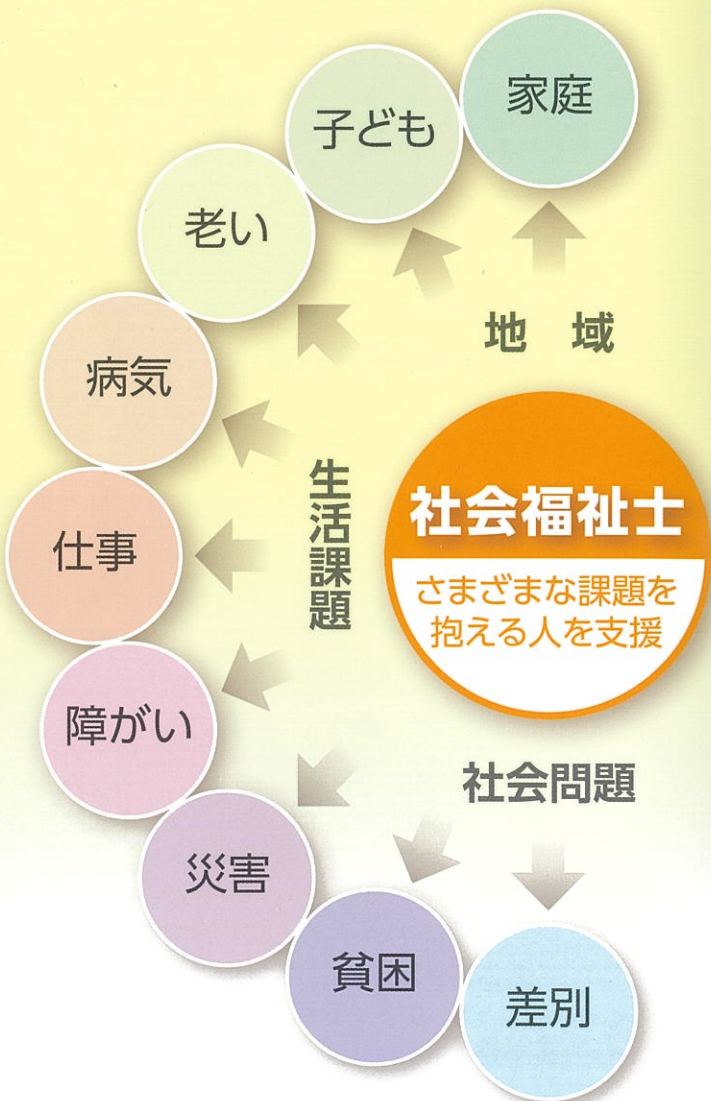 家庭
子ども
老い
病気
仕事
障がい
災害
貧困
差別
地域
生活課題
社会問題
社会福祉士
さまざまな課題を
抱える人を支援